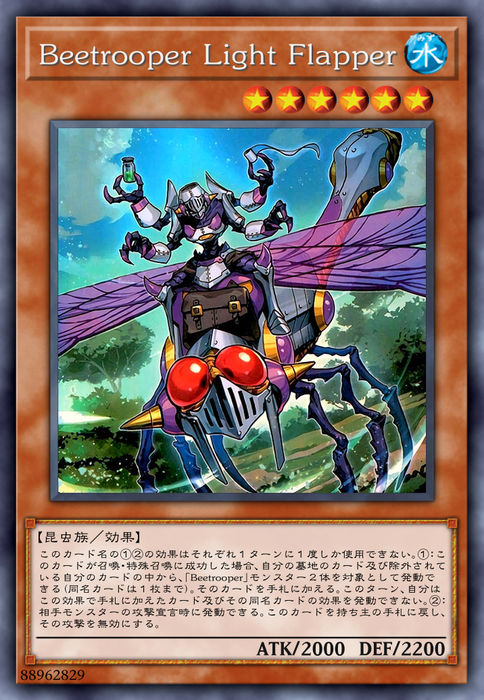 Beetrooper Light Flapper
みず
水
【昆虫族／効果】
このカード名の①②の効果はそれぞれ１ターンに１度しか使用できない。①：こ
のカードが召喚・特殊召喚に成功した場合、自分の墓地のカード及び除外されて
いる自分のカードの中から、「Beetrooper」モンスター２体を対象として発動で
きる（同名カードは１枚まで）。そのカードを手札に加える。このターン、自分は
この効果で手札に加えたカード及びその同名カードの効果を発動できない。②：
相手モンスターの攻撃宣言時に発動できる。このカードを持ち主の手札に戻し、
その攻撃を無効にする。
ATK/2000 DEF/2200
88962829